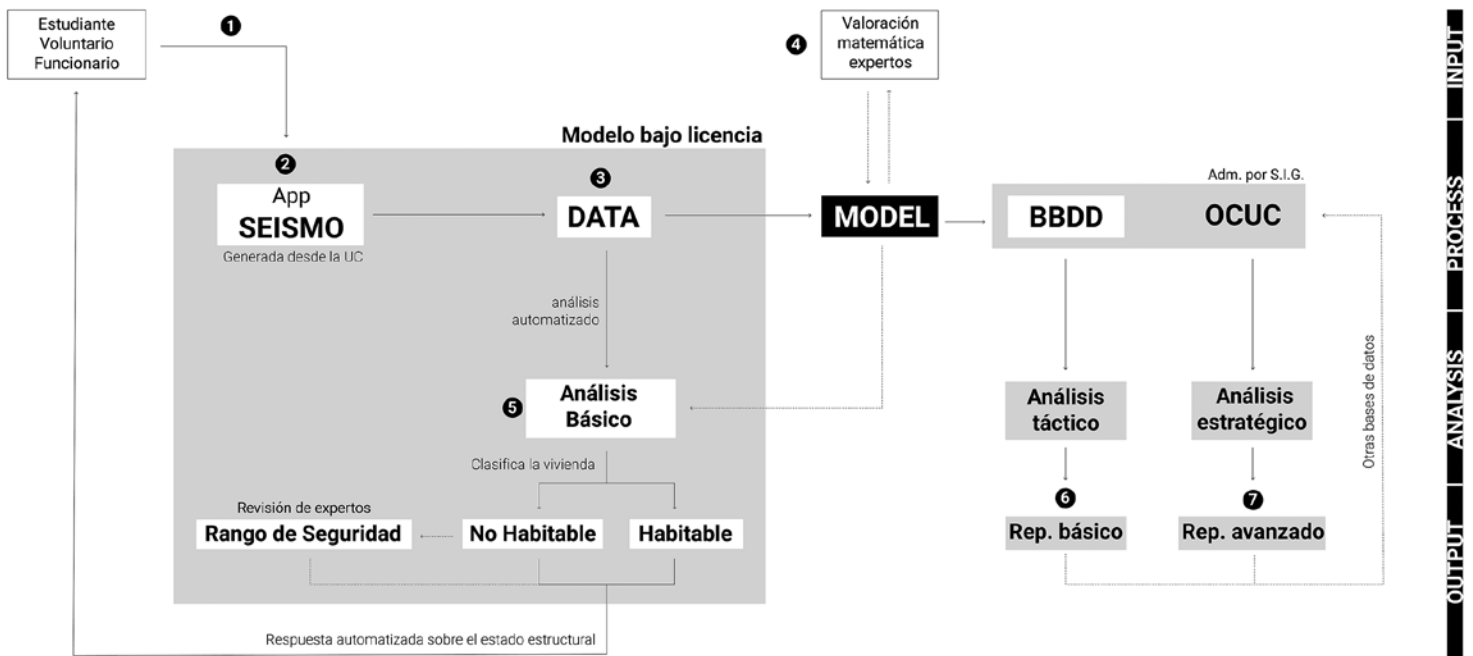 Estudiante
Voluntario
Funcionario
1
4
Valoración
matemática
expertos
INPUT
Modelo bajo licencia
2
App
SEISMO
Generada desde la UC
3
DATA
MODEL
Adm. por S.I.G.
BBDD
OCUC
PROCESS
análisis
automatizado
5
Análisis
Básico
Análisis
táctico
Análisis
estratégico
Otras bases de datos
ANALYSIS
Clasifica la vivienda
Revisión de expertos
Rango de Seguridad
No Habitable
Habitable
6
Rep. básico
7
Rep. avanzado
OUTPUT
Respuesta automatizada sobre el estado estructural